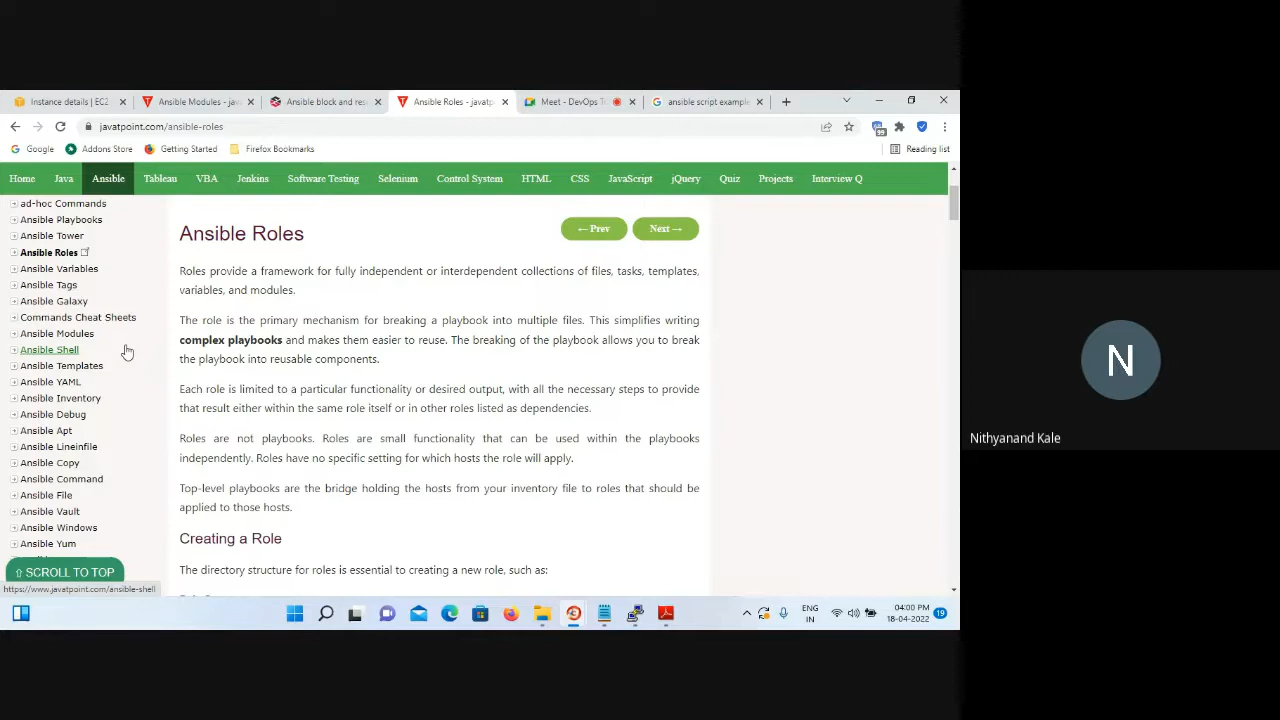 Instance details | EC2
Ansible Modules - jav
Ansible block and res
Ansible Roles - javatp
Meet - DevOps T
ansible script example
javatpoint.com/ansible-roles
99
Google
Addons Store
Getting Started
Firefox Bookmarks
Reading list
Home
Java
Ansible
Tableau
VBA
Jenkins
Software Testing
Selenium
Control System
HTML
CSS
JavaScript
jQuery
Quiz
Projects
Interview Q
ad-hoc Commands
Ansible Playbooks
Ansible Tower
Ansible Roles
Ansible Variables
Ansible Tags
Ansible Galaxy
Commands Cheat Sheets
Ansible Modules
Ansible Shell
Ansible Templates
Ansible YAML
Ansible Inventory
Ansible Debug
Ansible Apt
Ansible Lineinfile
Ansible Copy
Ansible Command
Ansible File
Ansible Vault
Ansible Windows
Ansible Yum
⇧ SCROLL TO TOP
https://www.javatpoint.com/ansible-shell
Ansible Roles
← Prev
Next →
Roles provide a framework for fully independent or interdependent collections of files, tasks, templates,
variables, and modules.
The role is the primary mechanism for breaking a playbook into multiple files. This simplifies writing
complex playbooks and makes them easier to reuse. The breaking of the playbook allows you to break
the playbook into reusable components.
Each role is limited to a particular functionality or desired output, with all the necessary steps to provide
that result either within the same role itself or in other roles listed as dependencies.
Roles are not playbooks. Roles are small functionality that can be used within the playbooks
independently. Roles have no specific setting for which hosts the role will apply.
Top-level playbooks are the bridge holding the hosts from your inventory file to roles that should be
applied to those hosts.
Creating a Role
The directory structure for roles is essential to creating a new role, such as:
ENG
IN
04:00 PM
18-04-2022
19
N
Nithyanand Kale